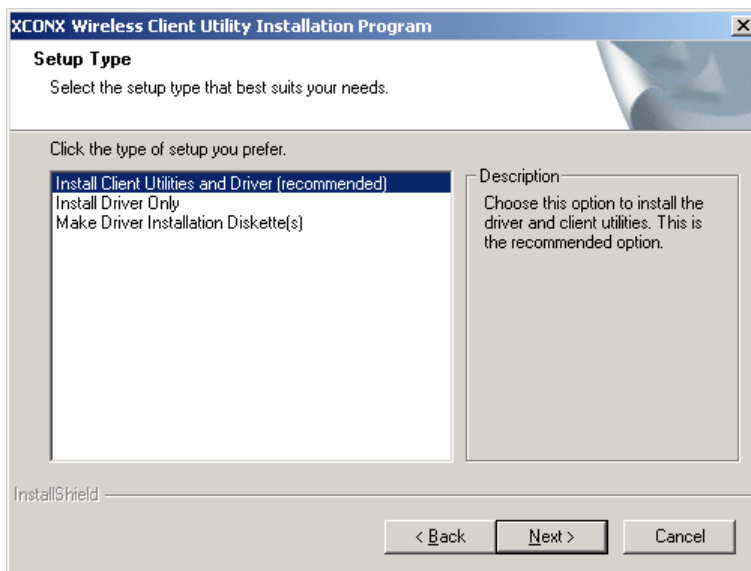 XCONX Wireless Client Utility Installation Program
Setup Type
Select the setup type that best suits your needs.
Click the type of setup you prefer.
Install Client Utilities and Driver (recommended)
Install Driver Only
Make Driver Installation Diskette(s)
Description
Choose this option to install the
driver and client utilities. This is
the recommended option.
InstallShield
< Back
Next >
Cancel